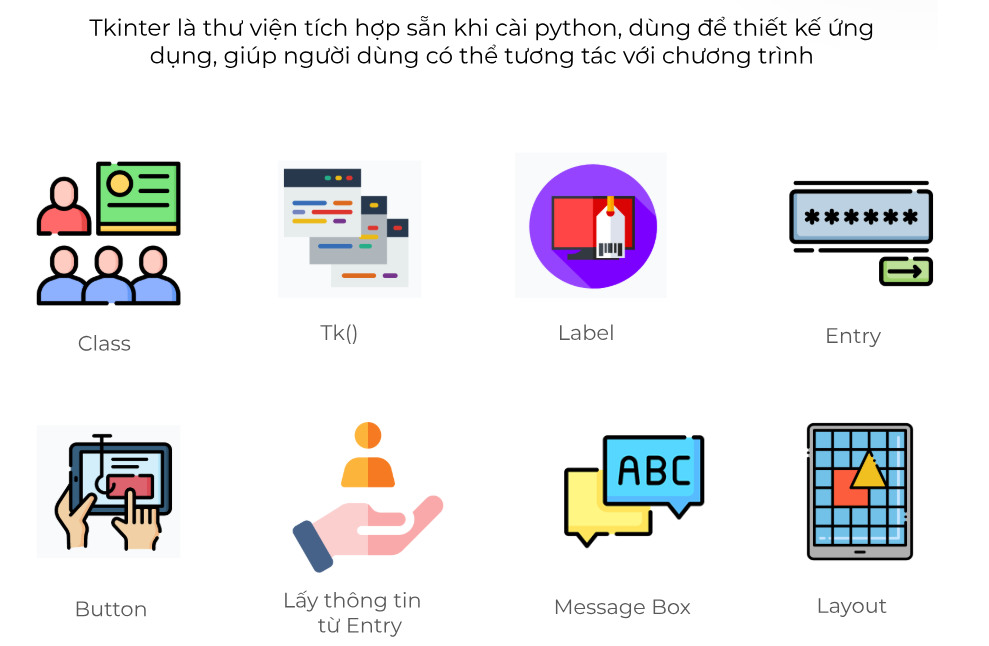 Tkinter là thư viện tích hợp sẵn khi cài python, dùng để thiết kế ứng
dụng, giúp người dùng có thể tương tác với chương trình
Class
Tk()
Label
******
Entry
Button
Lấy thông tin
từ Entry
ABC
Message Box
Layout